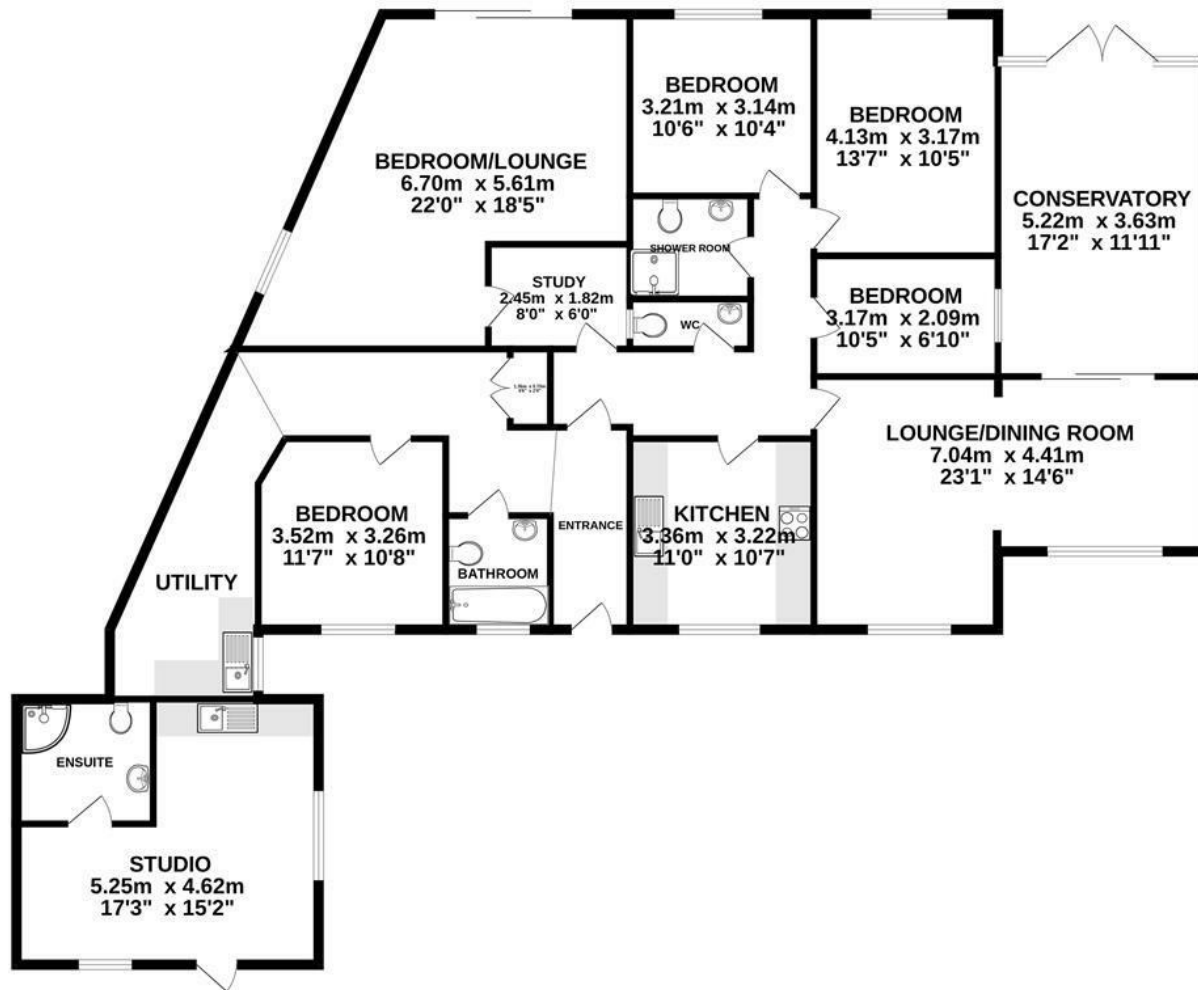 BEDROOM
3.21m x 3.14m
10'6" x 10'4"
BEDROOM
4.13m x 3.17m
13'7" x 10'5"
BEDROOM/LOUNGE
6.70m x 5.61m
22'0" x 18'5"
CONSERVATORY
5.22m x 3.63m
17'2" x 11'11"
SHOWER ROOM
STUDY
2.45m x 1.82m
8'0" x 6'0"
WC
BEDROOM
3.17m x 2.09m
10'5" x 6'10"
LOUNGE/DINING ROOM
7.04m x 4.41m
23'1" x 14'6"
BEDROOM
3.52m x 3.26m
11'7" x 10'8"
ENTRANCE
KITCHEN
3.36m x 3.22m
11'0" x 10'7"
BATHROOM
UTILITY
ENSUITE
STUDIO
5.25m x 4.62m
17'3" x 15'2"